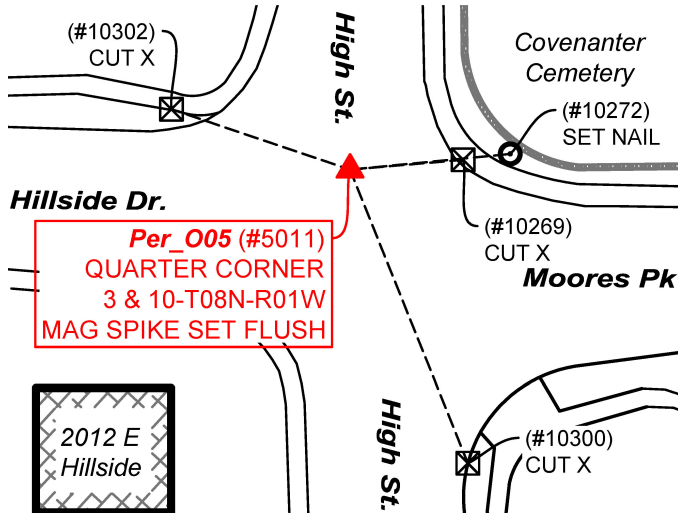 (#10302)
CUT X
High St.
Covenanter
Cemetery
(#10272)
SET NAIL
Hillside Dr.
(#10269)
CUT X
Per_O05 (#5011)
QUARTER CORNER
3 & 10-T08N-R01W
MAG SPIKE SET FLUSH
Moores Pk
2012 E
Hillside
High St.
(#10300)
CUT X